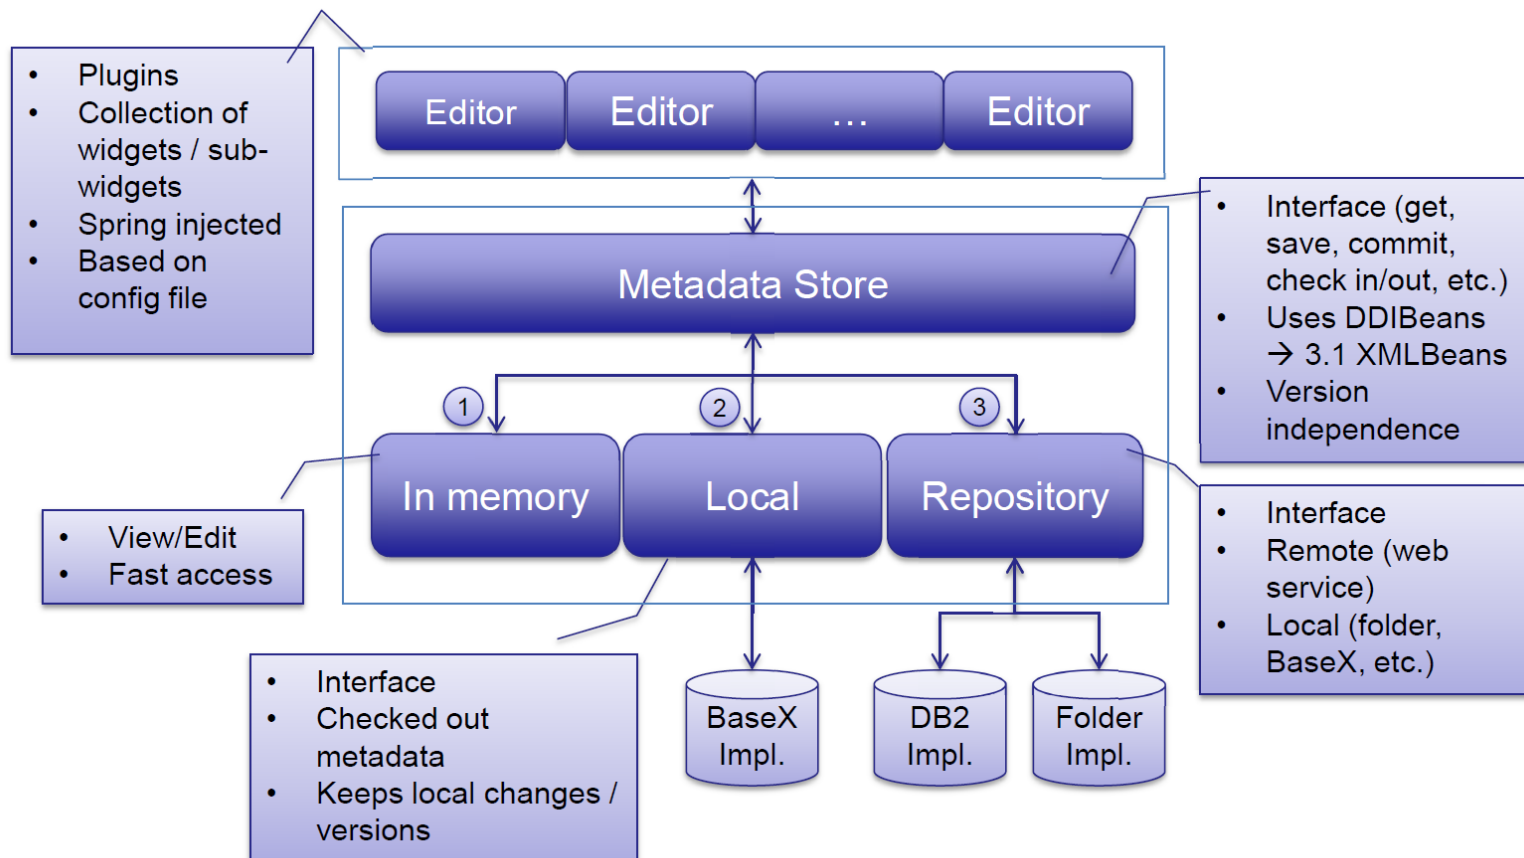 • Plugins
• Collection of
widgets / sub-
widgets
• Spring injected
• Based on
config file
Editor
Editor
...
Editor
Metadata Store
• Interface (get,
save, commit,
check in/out, etc.)
• Uses DDIBeans
→ 3.1 XMLBeans
• Version
independence
1
2
3
In memory
Local
Repository
• View/Edit
• Fast access
• Interface
• Remote (web
service)
• Local (folder,
BaseX, etc.)
• Interface
• Checked out
metadata
• Keeps local changes /
versions
BaseX
Impl.
DB2
Impl.
Folder
Impl.